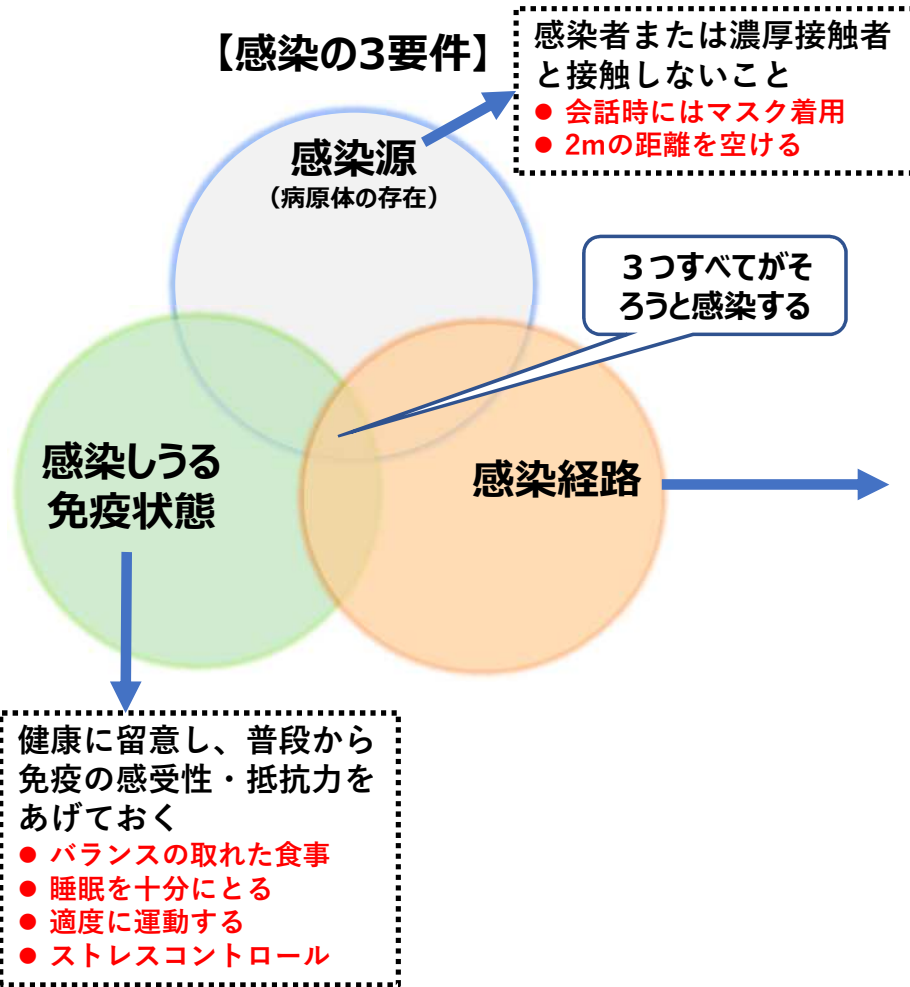 【感染の3要件】
感染者または濃厚接触者
と接触しないこと
● 会話時にはマスク着用
● 2mの距離を空ける
感染源
（病原体の存在）
３つすべてがそ
ろうと感染する
感染しうる
免疫状態
感染経路
健康に留意し、普段から
免疫の感受性・抵抗力を
あげておく
● バランスの取れた食事
● 睡眠を十分にとる
● 適度に運動する
● ストレスコントロール